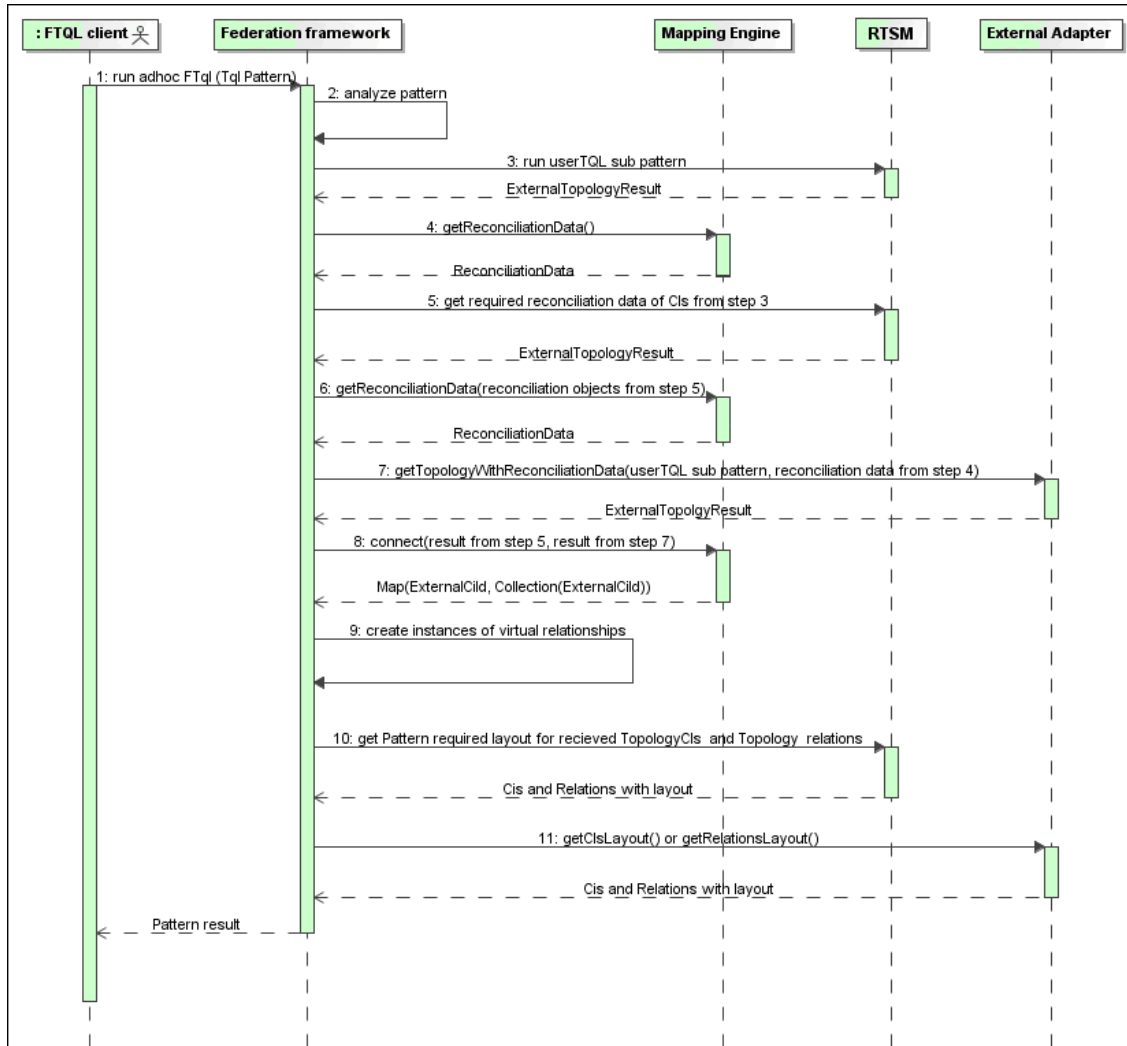 : FTQL client
Federation framework
Mapping Engine
RTSM
External Adapter
1: run adhoc FTql (Tql Pattern)
2: analyze pattern
3: run userTQL sub pattern
ExternalTopologyResult
4: getReconciliationData()
ReconciliationData
5: get required reconciliation data of CIs from step 3
ExternalTopologyResult
6: getReconciliationData(reconciliation objects from step 5)
ReconciliationData
7: getTopologyWithReconciliationData(userTQL sub pattern, reconciliation data from step 4)
ExternalTopolgyResult
8: connect(result from step 5, result from step 7)
Map(ExternalCiId, Collection(ExternalCiId))
9: create instances of virtual relationships
10: get Pattern required layout for recieved TopologyCIs and Topology relations
Cis and Relations with layout
11: getCIsLayout() or getRelationsLayout()
Cis and Relations with layout
Pattern result